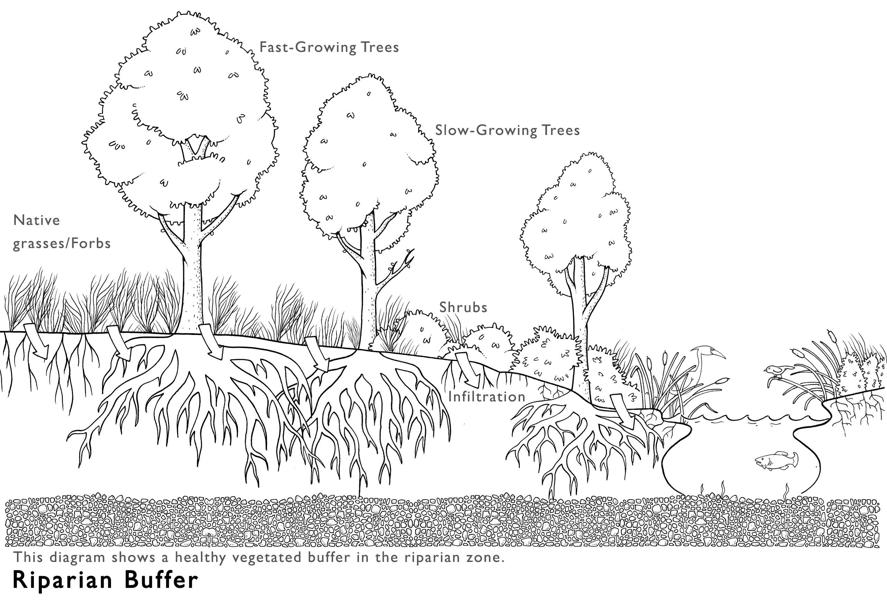 Fast-Growing Trees
Slow-Growing Trees
Native
grasses/Forbs
Shrubs
Infiltration
This diagram shows a healthy vegetated buffer in the riparian zone.
Riparian Buffer